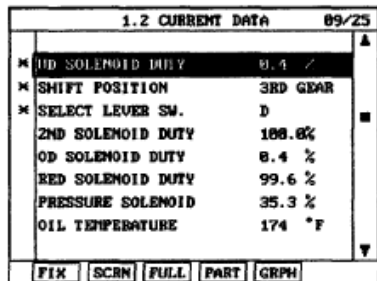 1.2 CURRENT DATA 09/25
× UD SOLENOID DUTY 0.4 %
× SHIFT POSITION 3RD GEAR
× SELECT LEVER SW. D
2ND SOLENOID DUTY 100.0%
OD SOLENOID DUTY 0.4 %
RED SOLENOID DUTY 99.6 %
PRESSURE SOLENOID 35.3 %
OIL TEMPERATURE 174 °F
FIX SCRN FULL PART GRPH